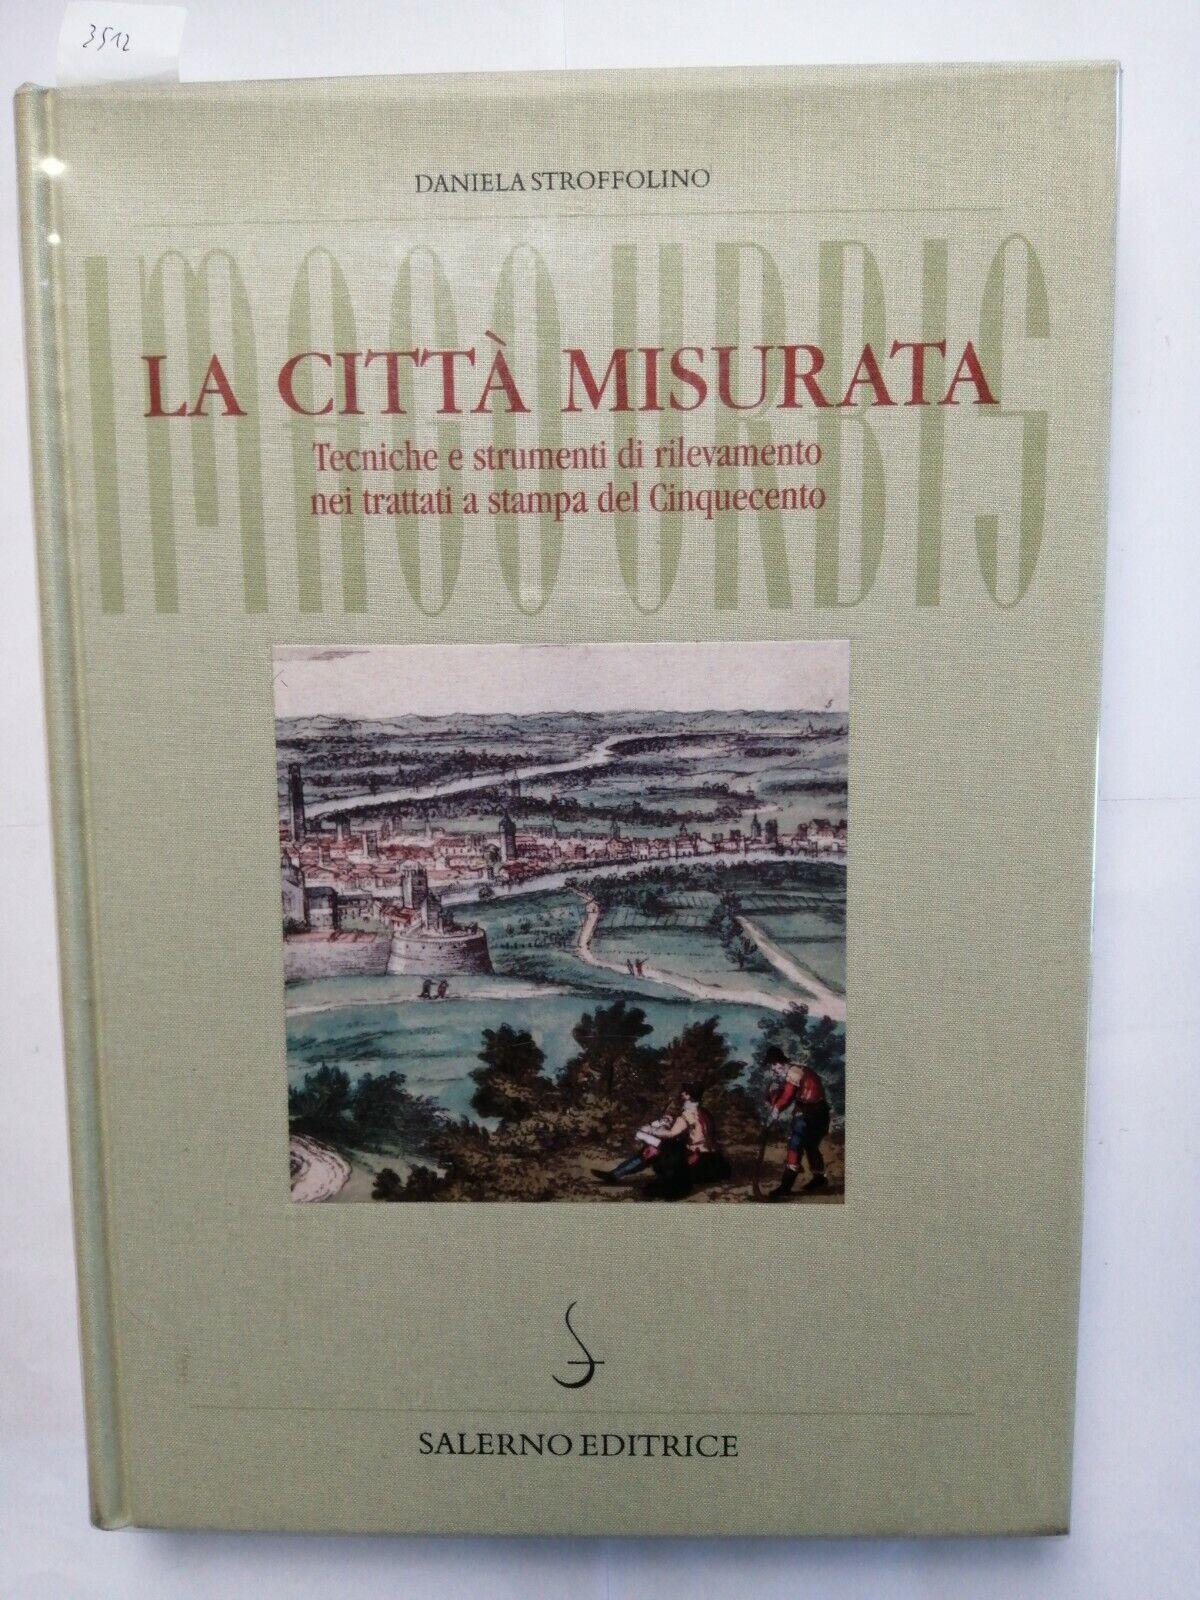 3512
DANIELA STROFFOLINO
IMAGO URBIS
LA CITTÀ MISURATA
Tecniche e strumenti di rilevamento
nei trattati a stampa del Cinquecento
SALERNO EDITRICE